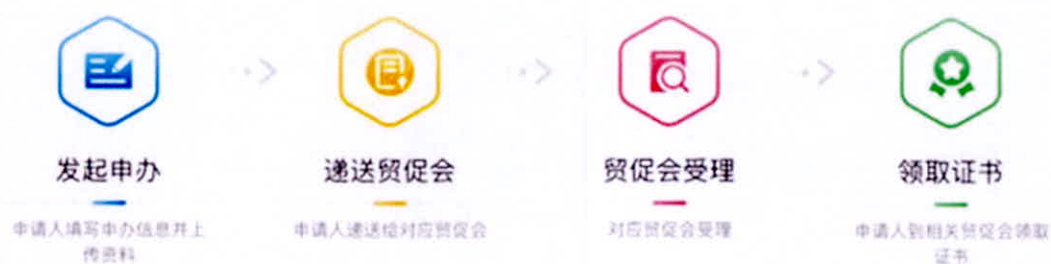 发起申办
递送贸促会
贸促会受理
领取证书
申请人填写申办信息并上
传资料
申请人递送给对应贸促会
对应贸促会受理
申请人到相关贸促会领取
证书